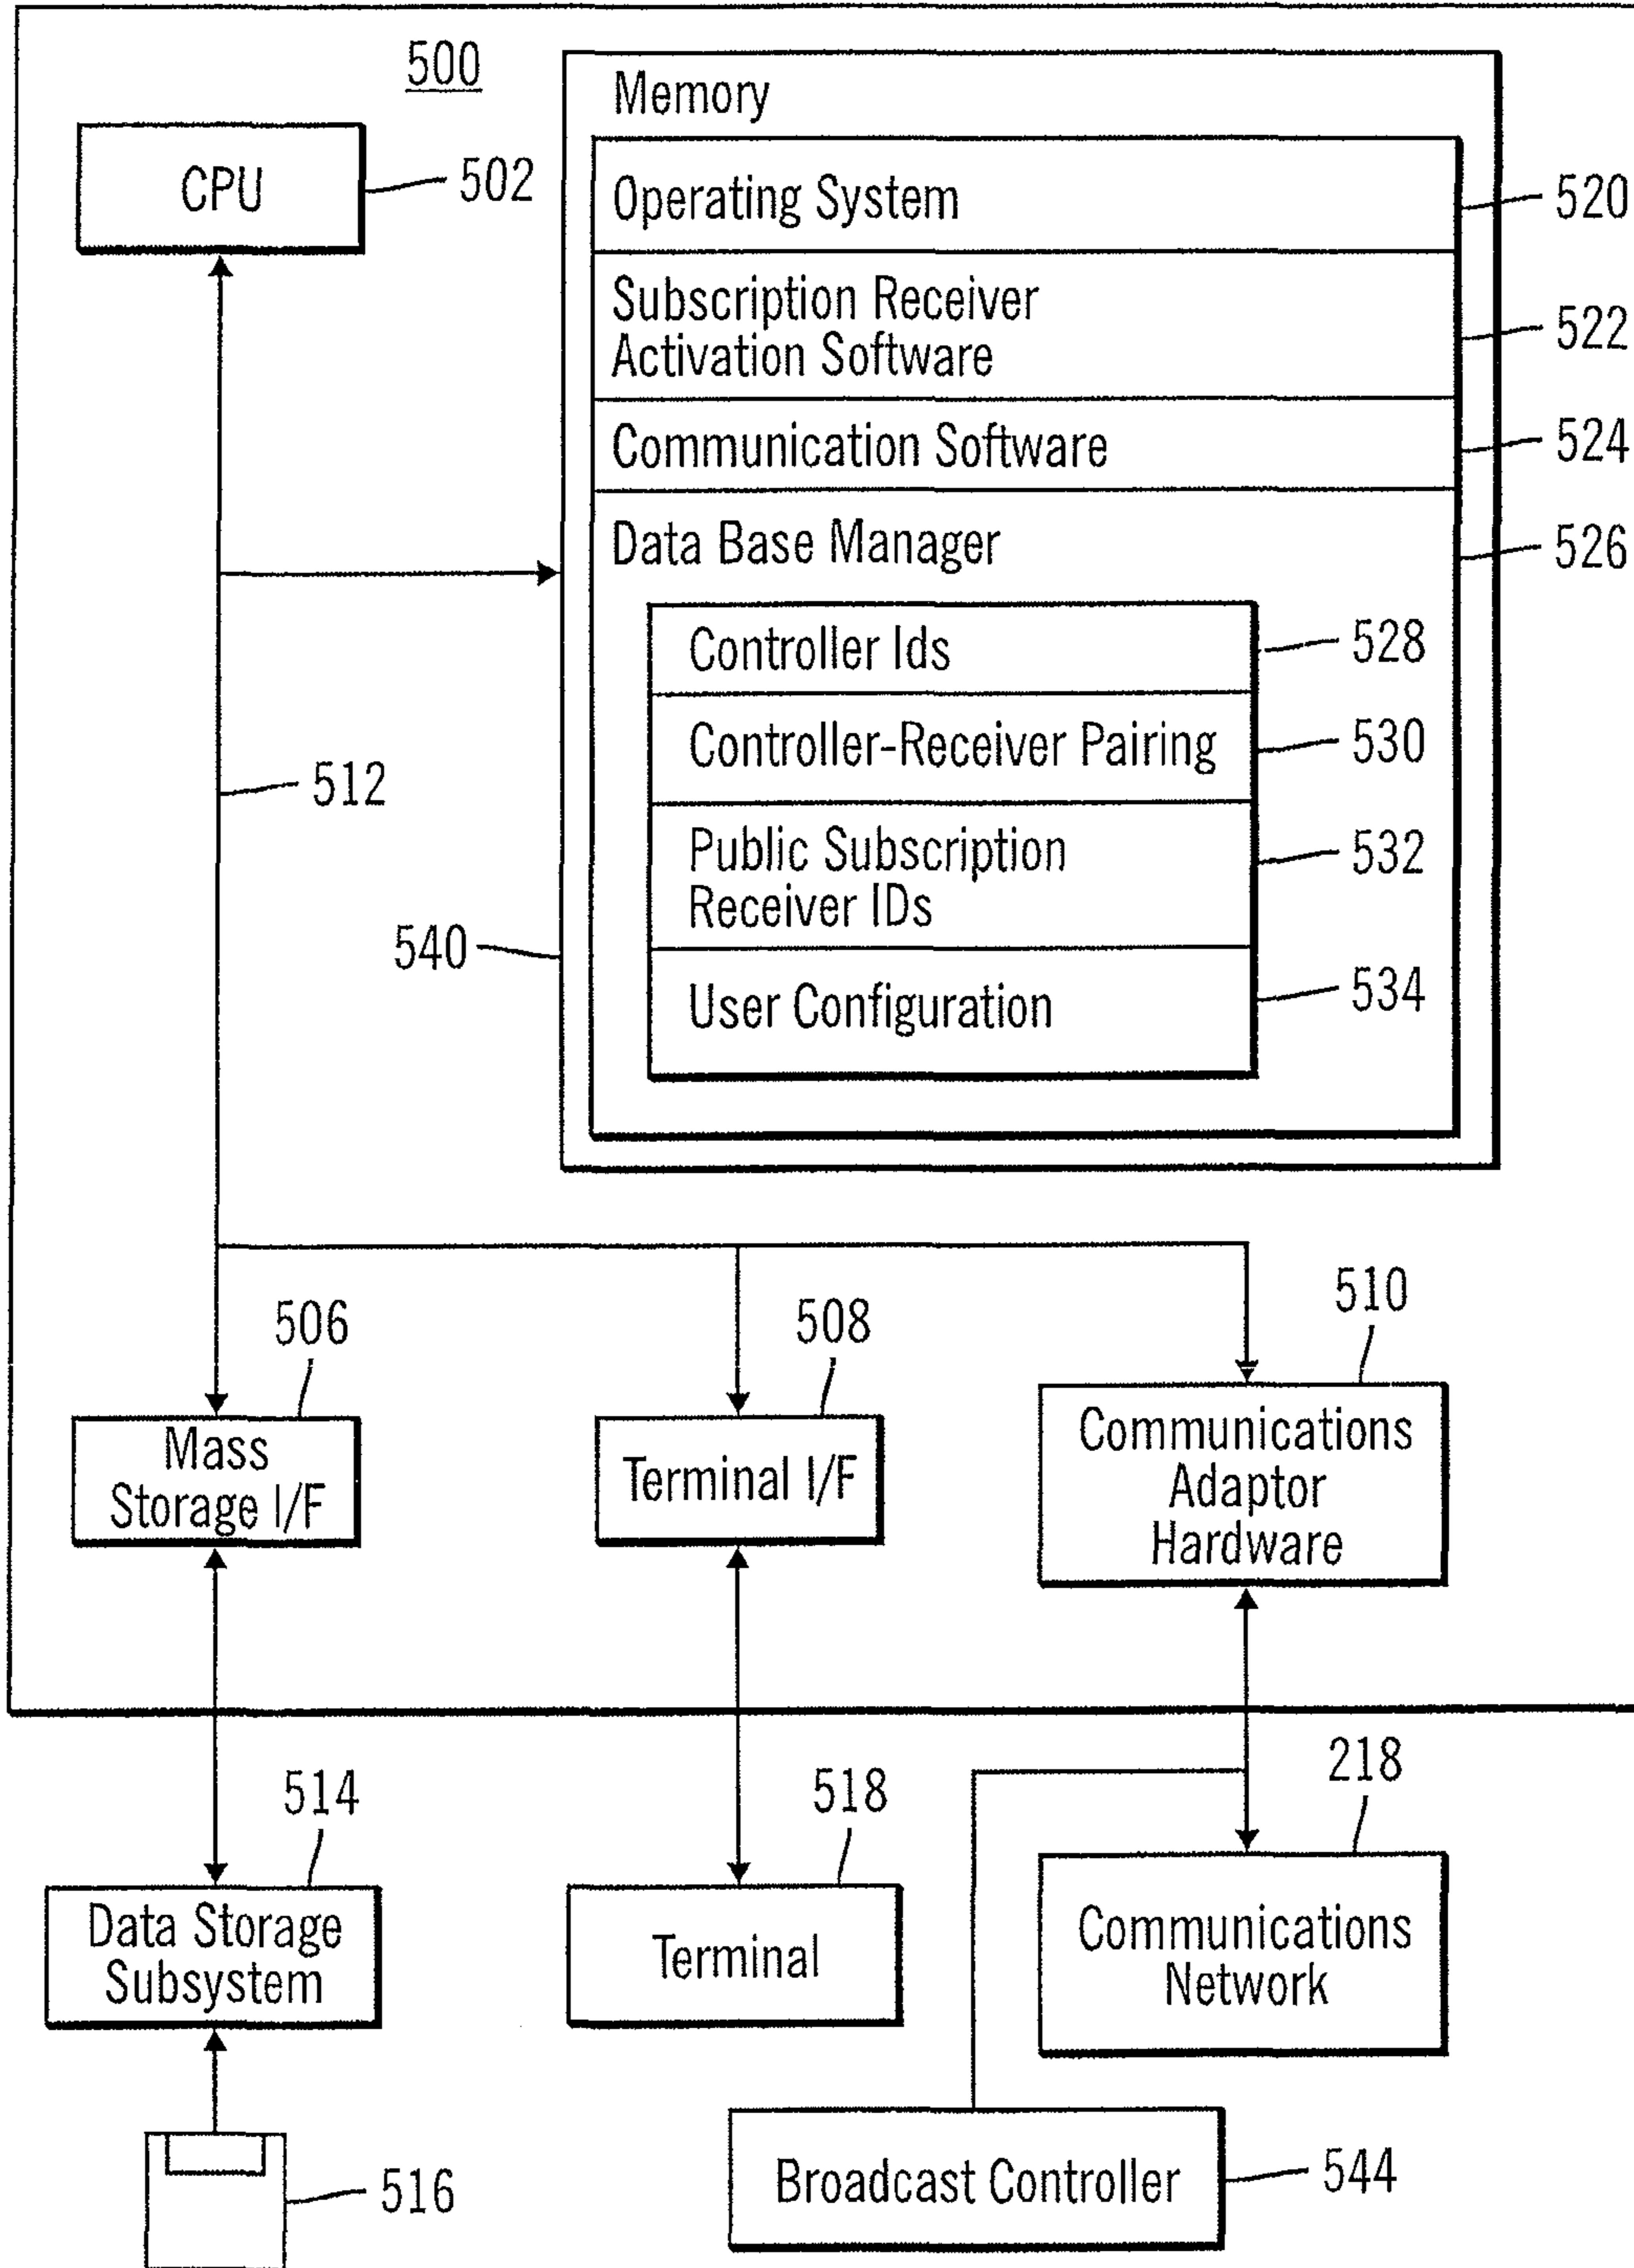 500
Memory
CPU
502
Operating System
520
Subscription Receiver
Activation Software
522
Communication Software
524
Data Base Manager
526
Controller Ids
528
Controller-Receiver Pairing
530
512
Public Subscription
Receiver IDs
532
540
User Configuration
534
506
508
510
Mass
Storage I/F
Terminal I/F
Communications
Adaptor
Hardware
514
518
218
Data Storage
Subsystem
Terminal
Communications
Network
516
Broadcast Controller
544